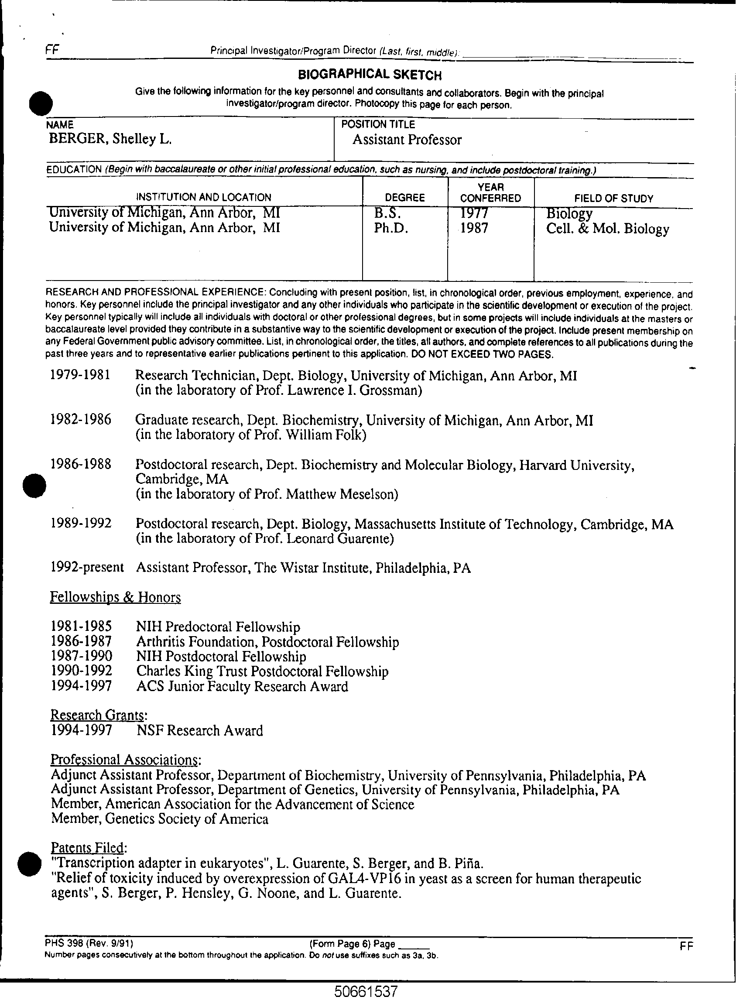 FF
Principal Investigator/Program Director (Last, first, middle):
BIOGRAPHICAL SKETCH
Give the following information for the key personnel and consultants and collaborators. Begin with the principal
investigator/program director. Photocopy this page for each person.
NAME
POSITION TITLE
BERGER, Shelley L.
Assistant Professor
EDUCATION (Begin with baccalaureate or other initial professional education, such as nursing, and include postdoctoral training.)
INSTITUTION AND LOCATION
DEGREE
YEAR
CONFERRED
FIELD OF STUDY
University of Michigan, Ann Arbor, MI B.S. 1977 Biology
University of Michigan, Ann Arbor, MI Ph.D. 1987 Cell. & Mol. Biology
RESEARCH AND PROFESSIONAL EXPERIENCE: Concluding with present position, list, in chronological order, previous employment, experience, and
honors. Key personnel include the principal investigator and any other individuals who participate in the scientific development or execution of the project.
Key personnel typically will include all individuals with doctoral or other professional degrees, but in some projects will include individuals at the masters or
baccalaureate level provided they contribute in a substantive way to the scientific development or execution of the project. Include present membership on
any Federal Government public advisory committee. List, in chronological order, the titles, all authors, and complete references to all publications during the
past three years and to representative earlier publications pertinent to this application. DO NOT EXCEED TWO PAGES.
1979-1981 Research Technician, Dept. Biology, University of Michigan, Ann Arbor, MI
(in the laboratory of Prof. Lawrence I. Grossman)
1982-1986 Graduate research, Dept. Biochemistry, University of Michigan, Ann Arbor, MI
(in the laboratory of Prof. William Folk)
1986-1988 Postdoctoral research, Dept. Biochemistry and Molecular Biology, Harvard University,
Cambridge, MA
(in the laboratory of Prof. Matthew Meselson)
1989-1992 Postdoctoral research, Dept. Biology, Massachusetts Institute of Technology, Cambridge, MA
(in the laboratory of Prof. Leonard Guarente)
1992-present Assistant Professor, The Wistar Institute, Philadelphia, PA
Fellowships & Honors
1981-1985 NIH Predoctoral Fellowship
1986-1987 Arthritis Foundation, Postdoctoral Fellowship
1987-1990 NIH Postdoctoral Fellowship
1990-1992 Charles King Trust Postdoctoral Fellowship
1994-1997 ACS Junior Faculty Research Award
Research Grants:
1994-1997 NSF Research Award
Professional Associations:
Adjunct Assistant Professor, Department of Biochemistry, University of Pennsylvania, Philadelphia, PA
Adjunct Assistant Professor, Department of Genetics, University of Pennsylvania, Philadelphia, PA
Member, American Association for the Advancement of Science
Member, Genetics Society of America
Patents Filed:
"Transcription adapter in eukaryotes", L. Guarente, S. Berger, and B. Piña.
"Relief of toxicity induced by overexpression of GAL4-VP16 in yeast as a screen for human therapeutic
agents", S. Berger, P. Hensley, G. Noone, and L. Guarente.
PHS 398 (Rev. 9/91) (Form Page 6) Page FF
Number pages consecutively at the bottom throughout the application. Do not use suffixes such as 3a, 3b.
50661537